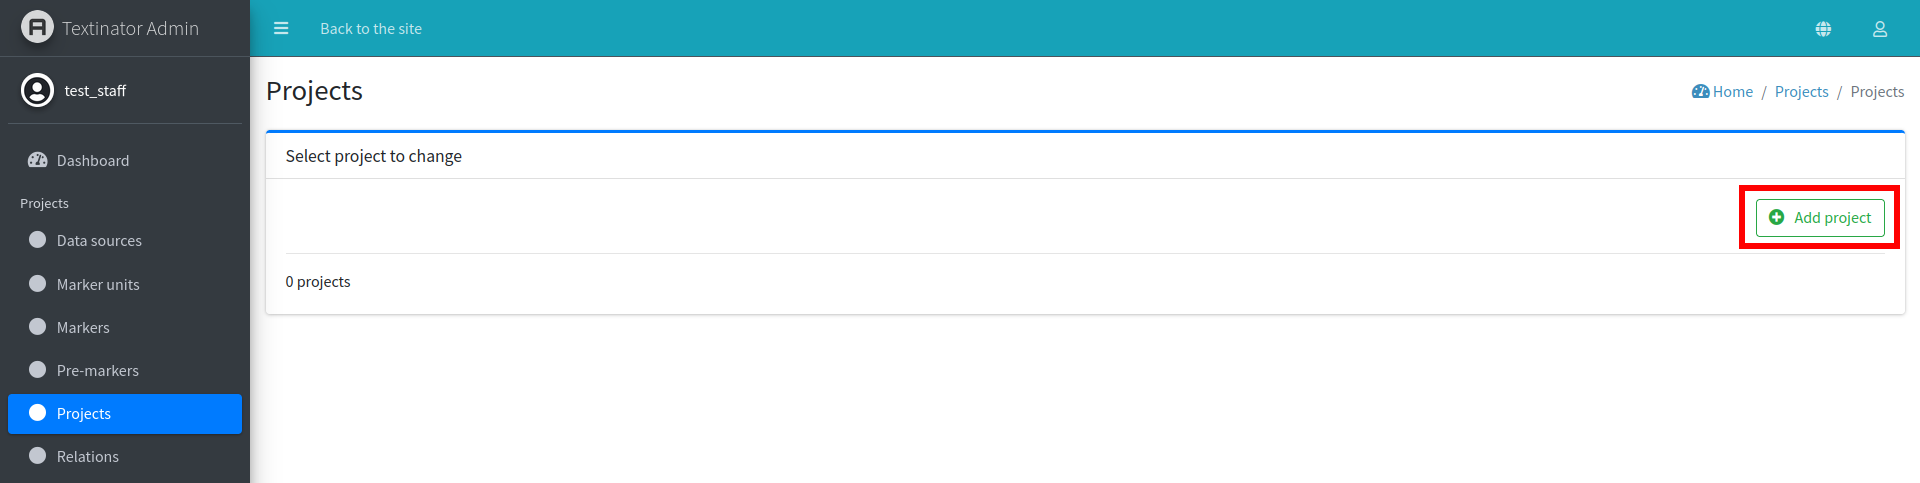 Textinator Admin
Back to the site
test_staff
Dashboard
Projects
Data sources
Marker units
Markers
Pre-markers
Projects
Relations
Projects
Home / Projects / Projects
Select project to change
Add project
0 projects